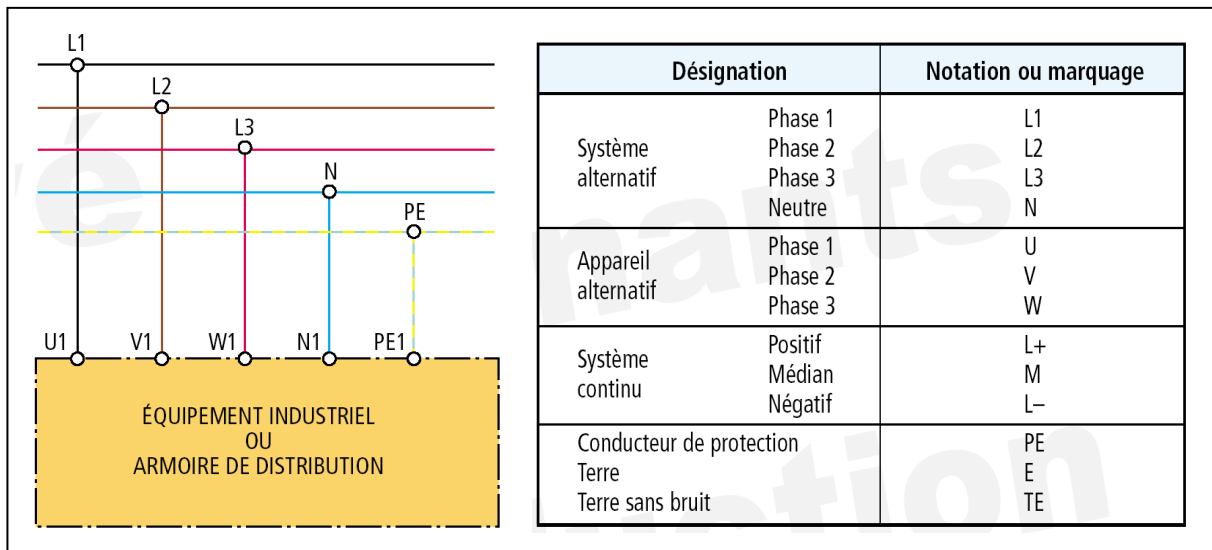 L1
L2
L3
N
PE
U1 V1 W1 N1 PE1
ÉQUIPEMENT INDUSTRIEL
OU
ARMOIRE DE DISTRIBUTION
Désignation Notation ou marquage
Système alternatif
Phase 1 L1
Phase 2 L2
Phase 3 L3
Neutre N
Appareil alternatif
Phase 1 U
Phase 2 V
Phase 3 W
Système continu
Positif L+
Médian M
Négatif L–
Conducteur de protection PE
Terre E
Terre sans bruit TE